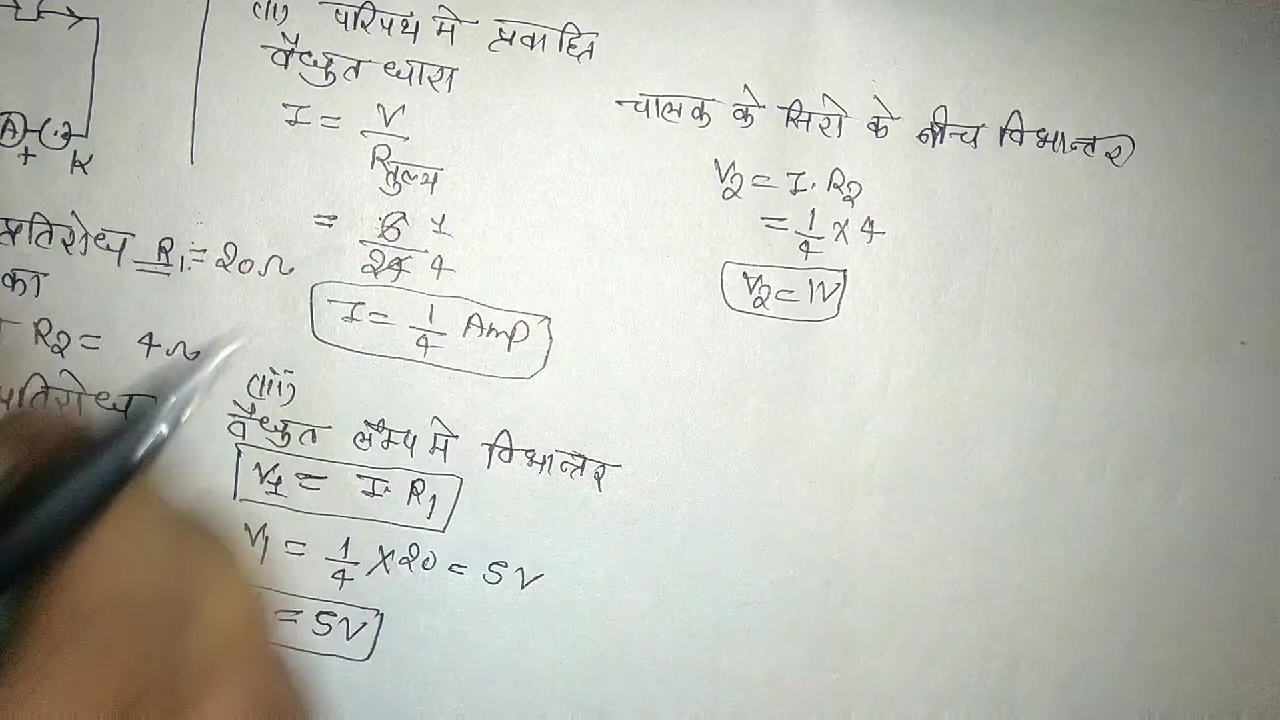 (ii) परिपथ मे प्रवाहित
वैधुत धारा
I = V / Rतुल्य
= 6 1 / 24 4
I = 1/4 Amp
A
+ K
प्रतिरोध R1 = 20Ω
का
R2 = 4Ω
प्रतिरोध
(iii)
वैधुत लैम्प मे विभान्तर
V1 = I. R1
V1 = 1/4 × 20 = 5V
= 5V
चालक के सिरो के बीच विभान्तर
V2 = I. R2
= 1/4 × 4
V2 = 1V